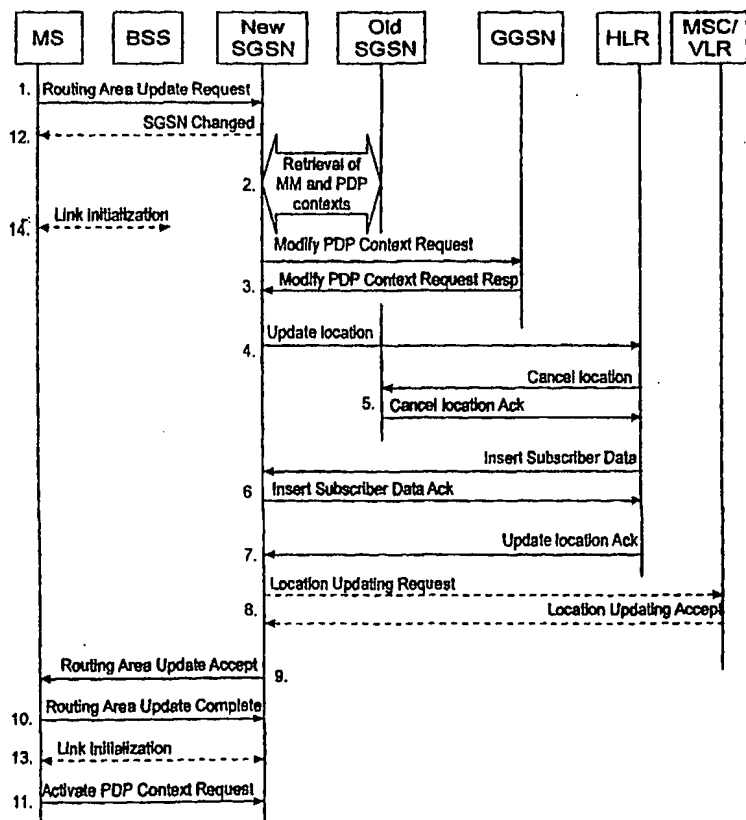 MS
BSS
New
SGSN
Old
SGSN
GGSN
HLR
MSC/
VLR
1. Routing Area Update Request
12. SGSN Changed
2. Retrieval of
MM and PDP
contexts
14. Link Initialization
Modify PDP Context Request
3. Modify PDP Context Request Resp
4. Update location
Cancel location
5. Cancel location Ack
Insert Subscriber Data
6 Insert Subscriber Data Ack
7. Update location Ack
Location Updating Request
8. Location Updating Accept
Routing Area Update Accept 9.
10. Routing Area Update Complete
13. Link Initialization
11. Activate PDP Context Request